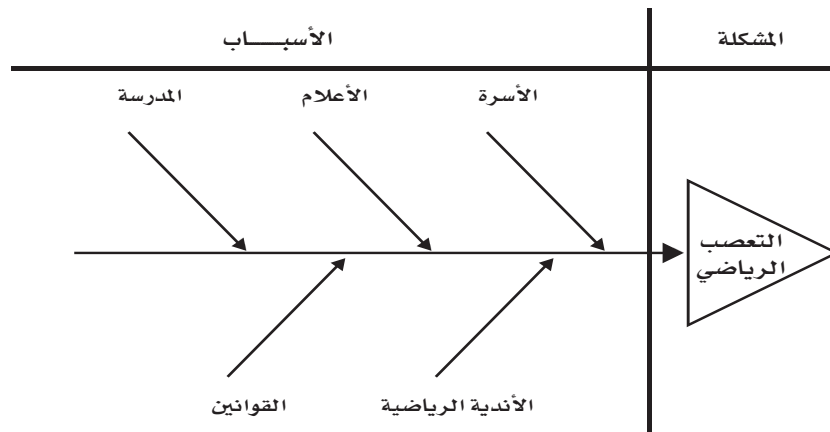 المشكلة
الأسبـــــاب
الأسرة
الأعلام
المدرسة
التعصب
الرياضي
الأندية الرياضية
القوانين